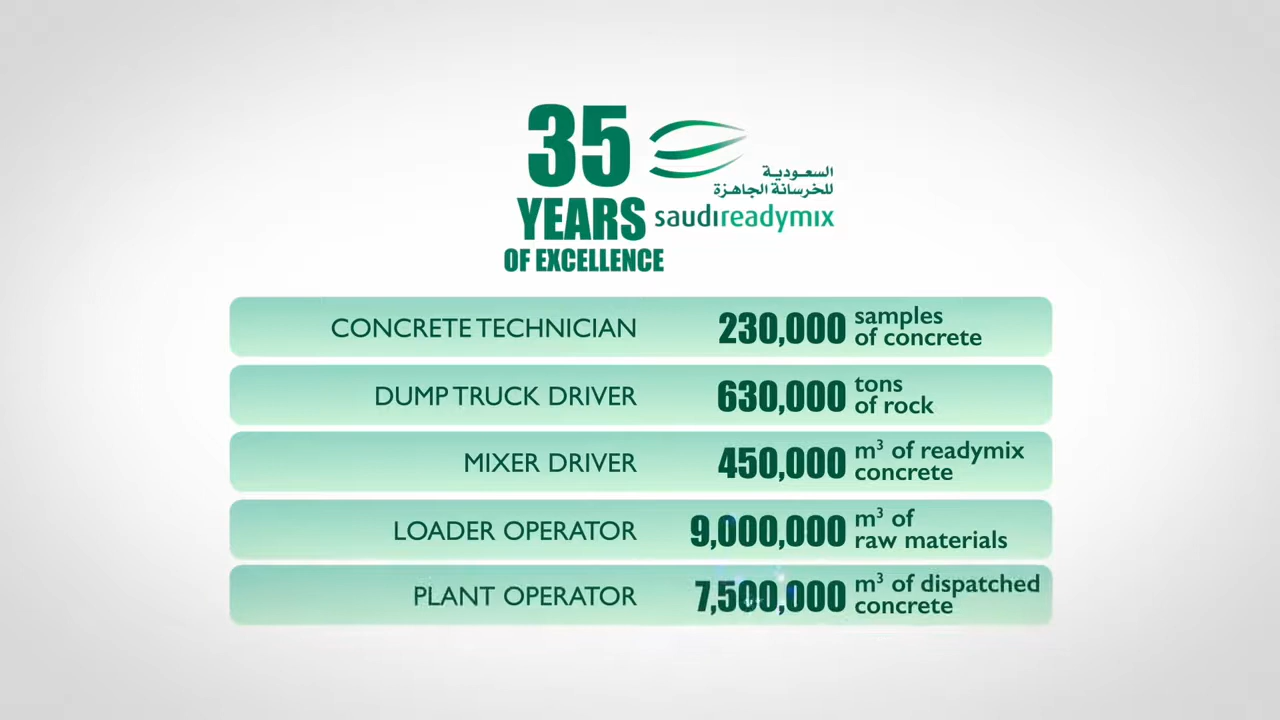 35
YEARS
OF EXCELLENCE
السعودية
للخرسانة الجاهزة
saudireadymix
CONCRETE TECHNICIAN 230,000 samples of concrete
DUMP TRUCK DRIVER 630,000 tons of rock
MIXER DRIVER 450,000 m³ of readymix concrete
LOADER OPERATOR 9,000,000 m³ of raw materials
PLANT OPERATOR 7,500,000 m³ of dispatched concrete